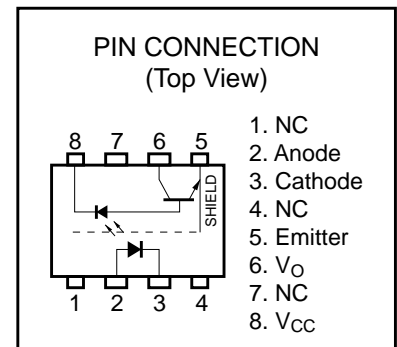 PIN CONNECTION
(Top View)
8 7 6 5
SHIELD
1 2 3 4
1. NC
2. Anode
3. Cathode
4. NC
5. Emitter
6. VO
7. NC
8. VCC